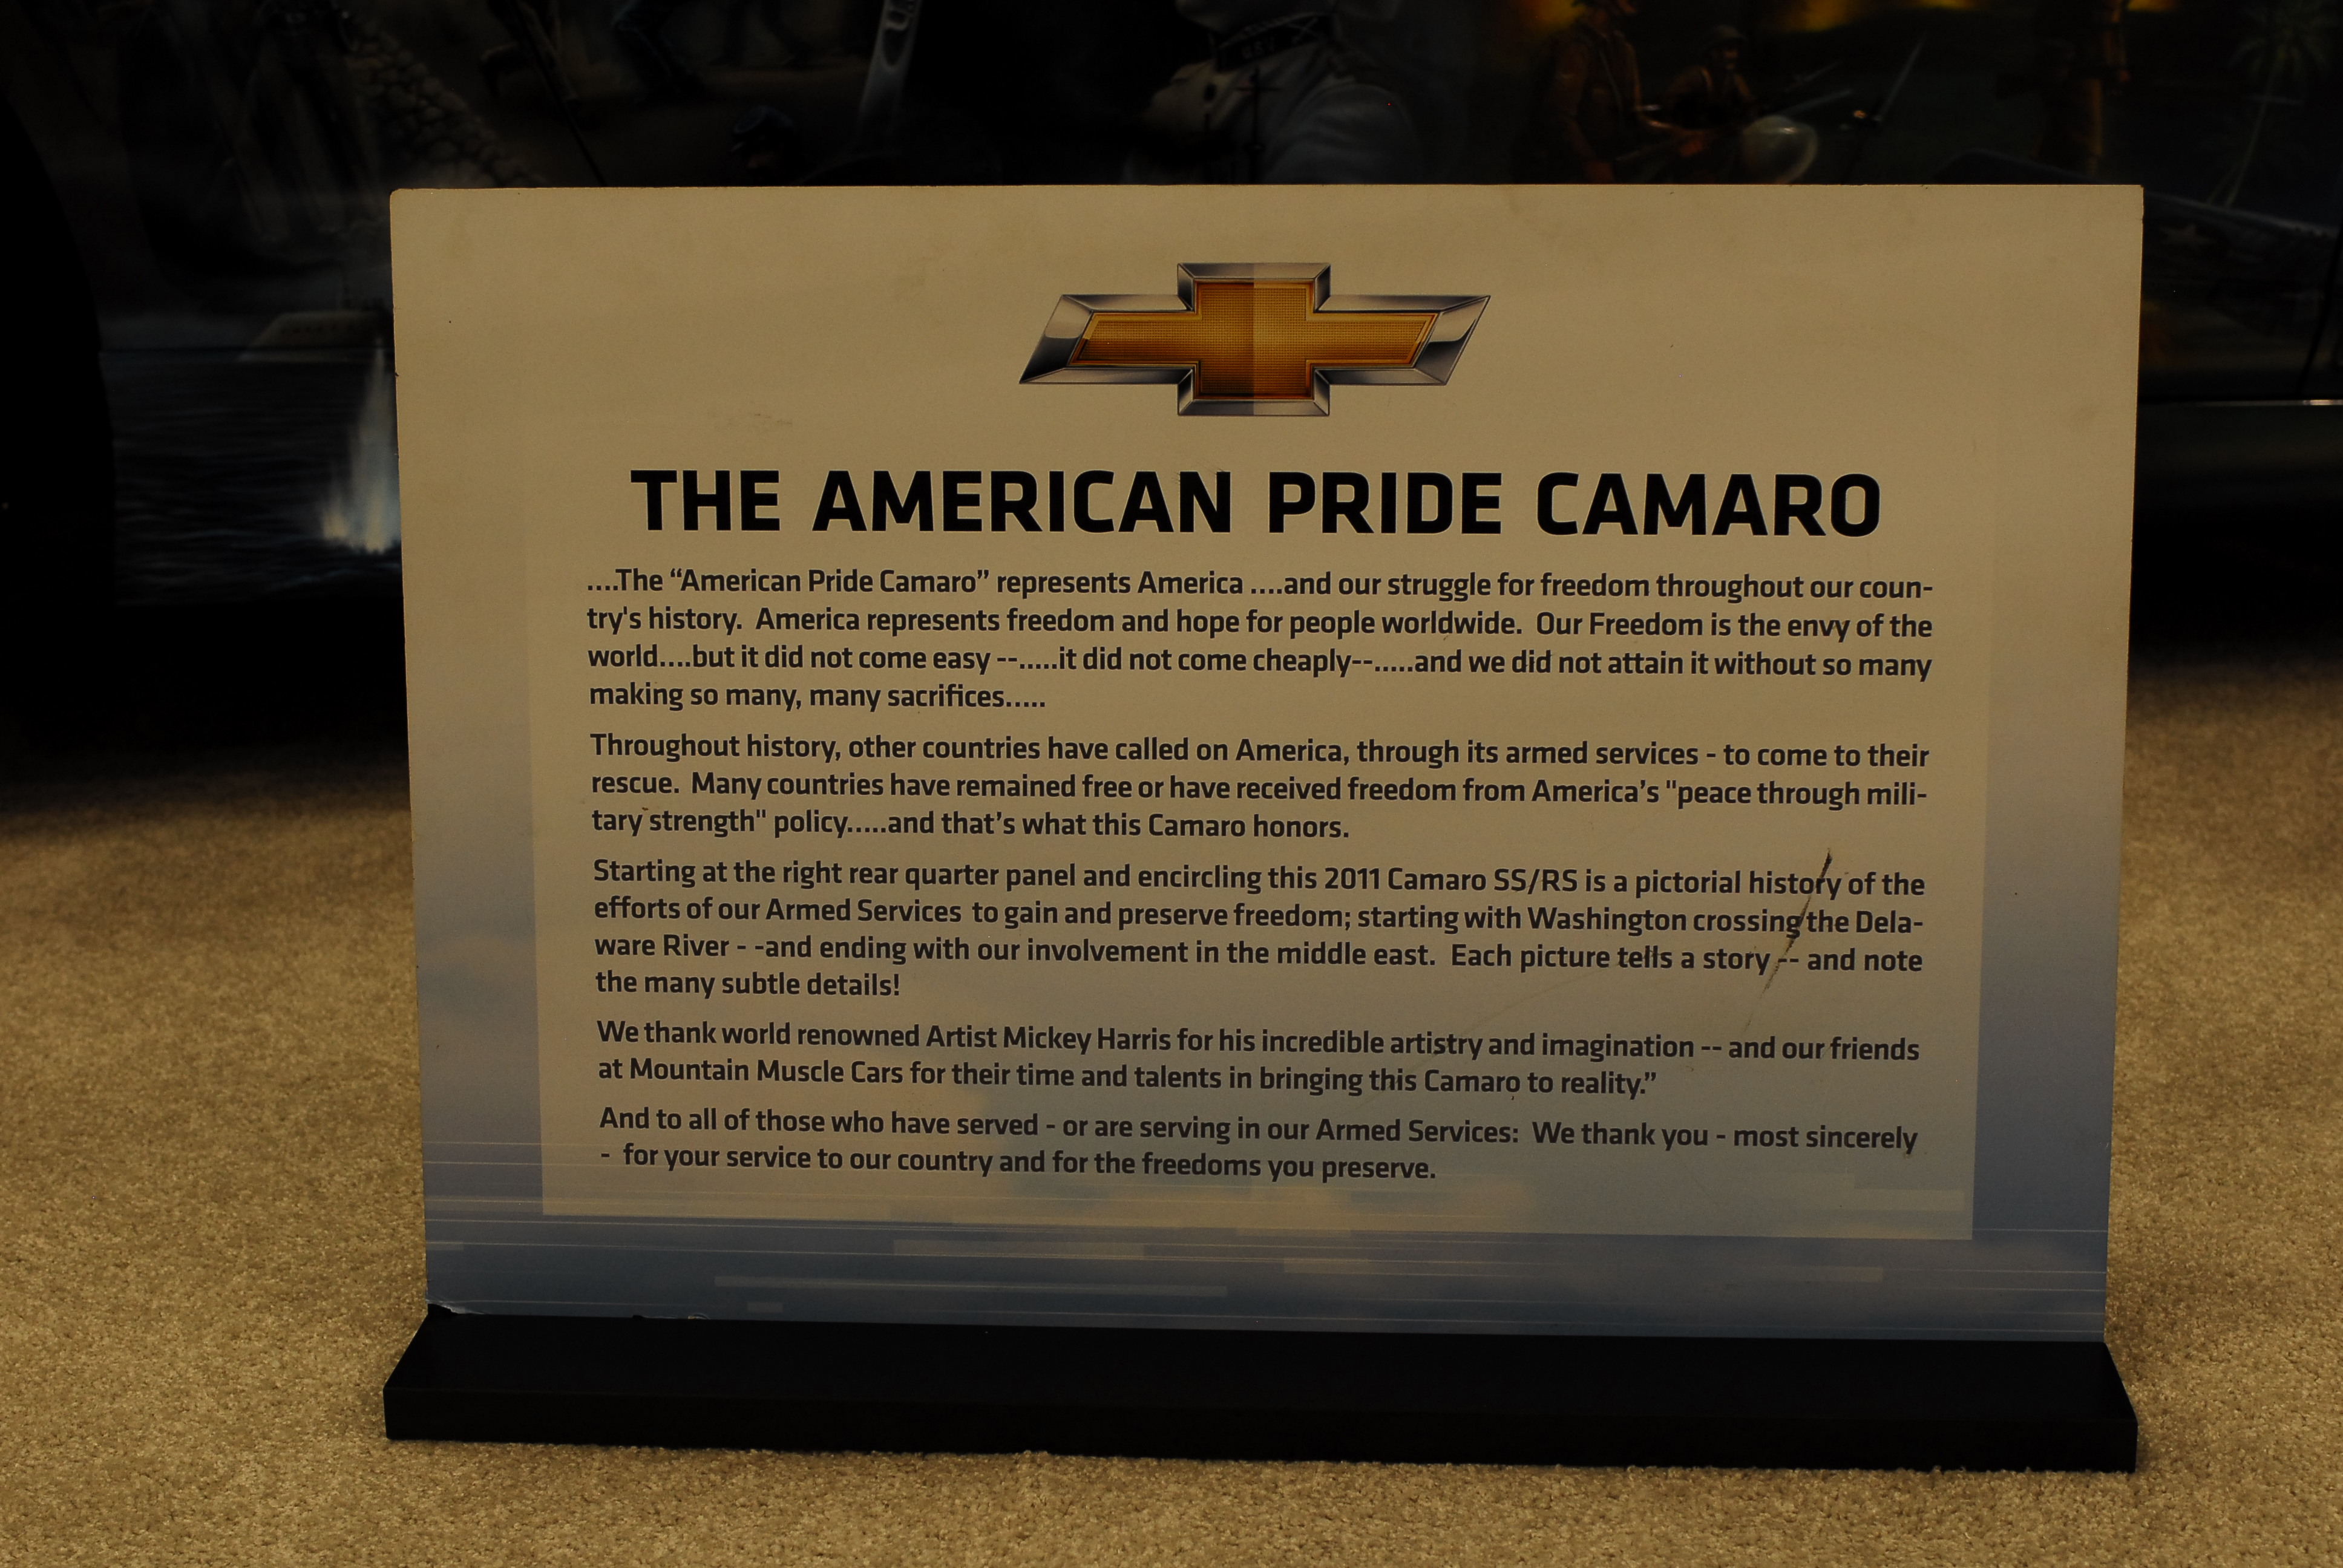 THE AMERICAN PRIDE CAMARO
....The “American Pride Camaro” represents America ....and our struggle for freedom throughout our coun-
try's history. America represents freedom and hope for people worldwide. Our Freedom is the envy of the
world....but it did not come easy --.....it did not come cheaply--.....and we did not attain it without so many
making so many, many sacrifices.....
Throughout history, other countries have called on America, through its armed services - to come to their
rescue. Many countries have remained free or have received freedom from America’s "peace through mili-
tary strength" policy.....and that’s what this Camaro honors.
Starting at the right rear quarter panel and encircling this 2011 Camaro SS/RS is a pictorial history of the
efforts of our Armed Services to gain and preserve freedom; starting with Washington crossing the Dela-
ware River - -and ending with our involvement in the middle east. Each picture tells a story -- and note
the many subtle details!
We thank world renowned Artist Mickey Harris for his incredible artistry and imagination -- and our friends
at Mountain Muscle Cars for their time and talents in bringing this Camaro to reality.”
And to all of those who have served - or are serving in our Armed Services: We thank you - most sincerely
- for your service to our country and for the freedoms you preserve.